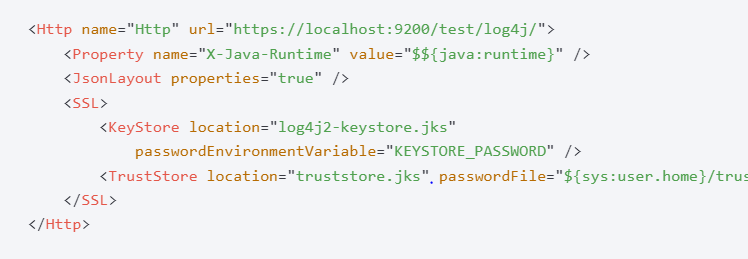 <Http name="Http" url="https://localhost:9200/test/log4j/">
<Property name="X-Java-Runtime" value="$${java:runtime}" />
<JsonLayout properties="true" />
<SSL>
<KeyStore location="log4j2-keystore.jks"
passwordEnvironmentVariable="KEYSTORE_PASSWORD" />
<TrustStore location="truststore.jks" passwordFile="${sys:user.home}/trus
</SSL>
</Http>